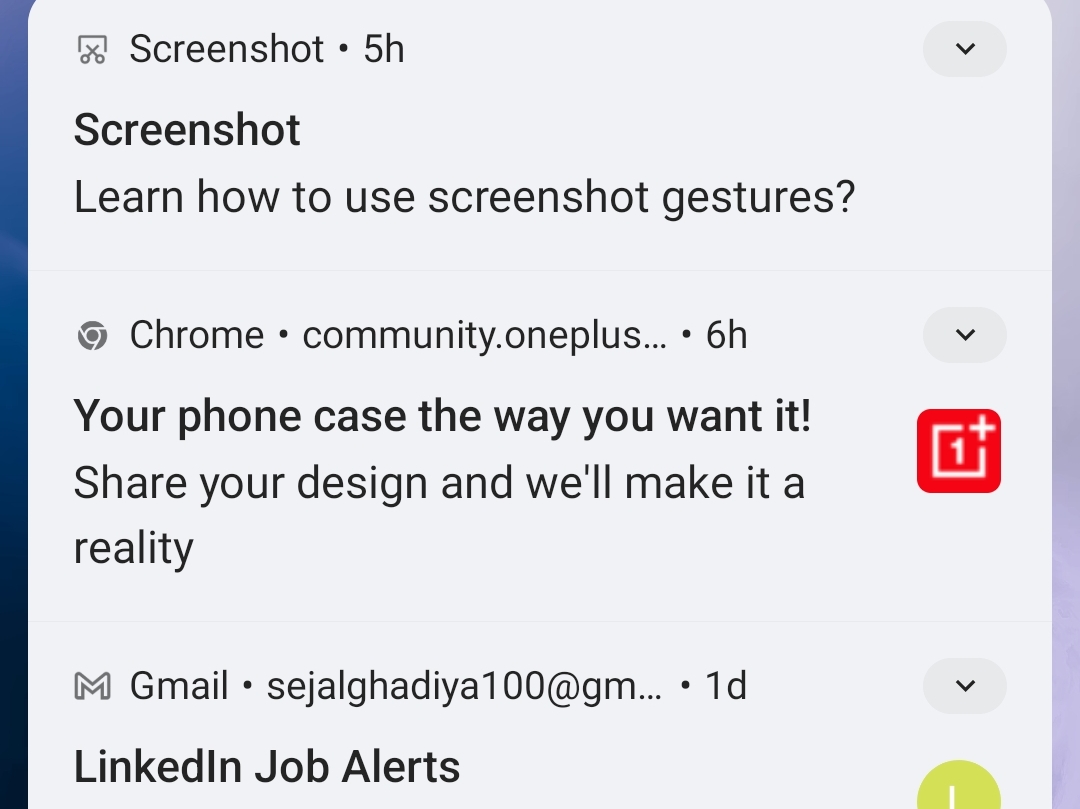 Screenshot • 5h
Screenshot
Learn how to use screenshot gestures?
Chrome • community.oneplus... • 6h
Your phone case the way you want it!
1+
Share your design and we'll make it a
reality
Gmail • sejalghadiya100@gm... • 1d
LinkedIn Job Alerts
L